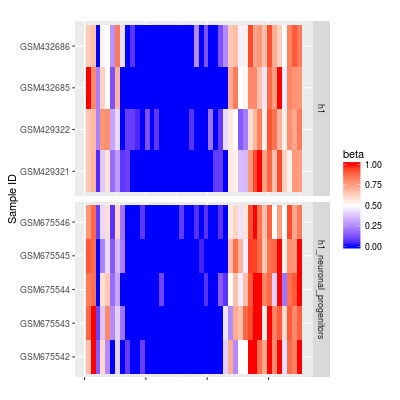 Sample ID
GSM432686
GSM432685
GSM429322
GSM429321
h1
GSM675546
GSM675545
GSM675544
GSM675543
GSM675542
h1_neuronal_progenitors
beta
1.00
0.75
0.50
0.25
0.00